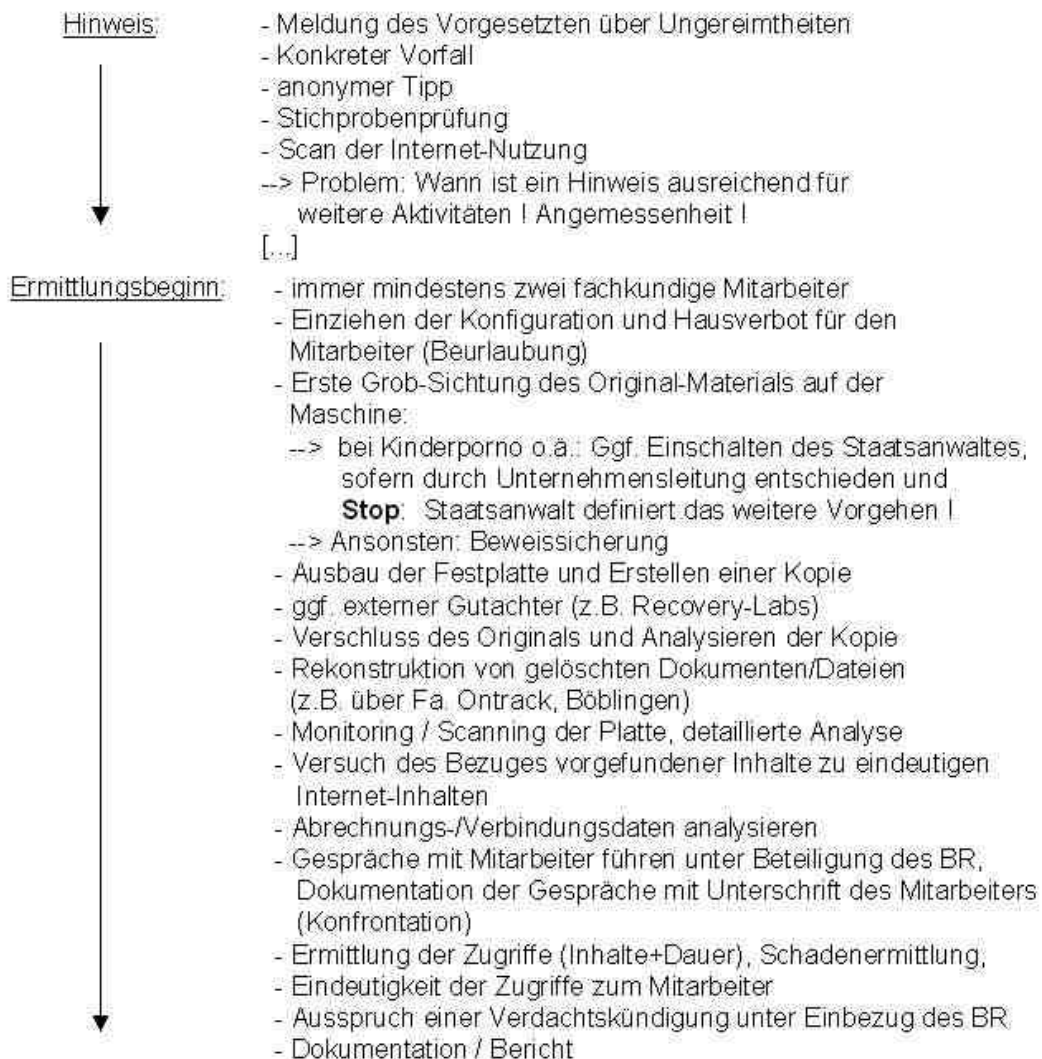 Hinweis: - Meldung des Vorgesetzten über Ungereimtheiten
- Konkreter Vorfall
- anonymer Tipp
- Stichprobenprüfung
- Scan der Internet-Nutzung
--> Problem: Wann ist ein Hinweis ausreichend für
weitere Aktivitäten ! Angemessenheit !
[...]
Ermittlungsbeginn: - immer mindestens zwei fachkundige Mitarbeiter
- Einziehen der Konfiguration und Hausverbot für den
Mitarbeiter (Beurlaubung)
- Erste Grob-Sichtung des Original-Materials auf der
Maschine:
--> bei Kinderporno o.ä.: Ggf. Einschalten des Staatsanwaltes,
sofern durch Unternehmensleitung entschieden und
Stop: Staatsanwalt definiert das weitere Vorgehen !
--> Ansonsten: Beweissicherung
- Ausbau der Festplatte und Erstellen einer Kopie
- ggf. externer Gutachter (z.B. Recovery-Labs)
- Verschluss des Originals und Analysieren der Kopie
- Rekonstruktion von gelöschten Dokumenten/Dateien
(z.B. über Fa. Ontrack, Böblingen)
- Monitoring / Scanning der Platte, detaillierte Analyse
- Versuch des Bezuges vorgefundener Inhalte zu eindeutigen
Internet-Inhalten
- Abrechnungs-/Verbindungsdaten analysieren
- Gespräche mit Mitarbeiter führen unter Beteiligung des BR,
Dokumentation der Gespräche mit Unterschrift des Mitarbeiters
(Konfrontation)
- Ermittlung der Zugriffe (Inhalte+Dauer), Schadenermittlung,
- Eindeutigkeit der Zugriffe zum Mitarbeiter
- Ausspruch einer Verdachtskündigung unter Einbezug des BR
- Dokumentation / Bericht